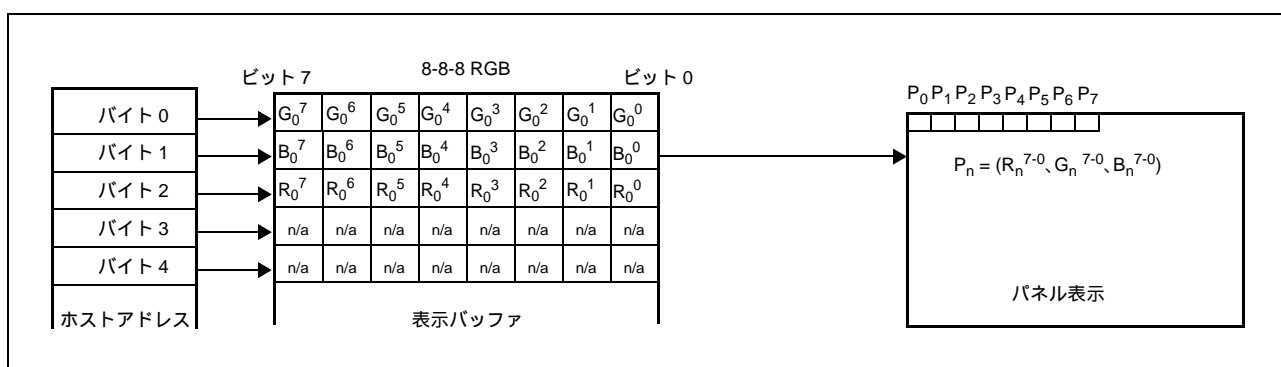 ビット 7 8-8-8 RGB ビット 0
バイト 0 G₀⁷ G₀⁶ G₀⁵ G₀⁴ G₀³ G₀² G₀¹ G₀⁰
バイト 1 B₀⁷ B₀⁶ B₀⁵ B₀⁴ B₀³ B₀² B₀¹ B₀⁰
バイト 2 R₀⁷ R₀⁶ R₀⁵ R₀⁴ R₀³ R₀² R₀¹ R₀⁰
バイト 3 n/a n/a n/a n/a n/a n/a n/a n/a
バイト 4 n/a n/a n/a n/a n/a n/a n/a n/a
ホストアドレス 表示バッファ
P₀ P₁ P₂ P₃ P₄ P₅ P₆ P₇
Pₙ = (Rₙ⁷⁻⁰、Gₙ⁷⁻⁰、Bₙ⁷⁻⁰)
パネル表示